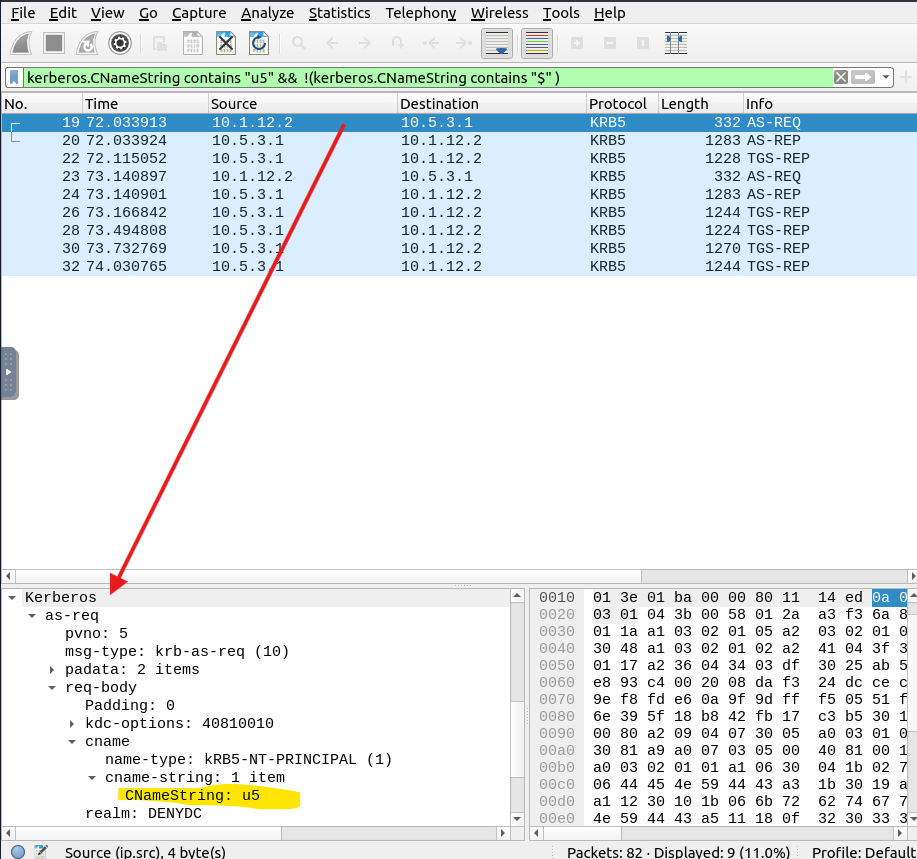 File Edit View Go Capture Analyze Statistics Telephony Wireless Tools Help
kerberos.CNameString contains "u5" && !(kerberos.CNameString contains "$" )
No. Time Source Destination Protocol Length Info
19 72.033913 10.1.12.2 10.5.3.1 KRB5 332 AS-REQ
20 72.033924 10.5.3.1 10.1.12.2 KRB5 1283 AS-REP
22 72.115052 10.5.3.1 10.1.12.2 KRB5 1228 TGS-REP
23 73.140897 10.1.12.2 10.5.3.1 KRB5 332 AS-REQ
24 73.140901 10.5.3.1 10.1.12.2 KRB5 1283 AS-REP
26 73.166842 10.5.3.1 10.1.12.2 KRB5 1244 TGS-REP
28 73.494808 10.5.3.1 10.1.12.2 KRB5 1224 TGS-REP
30 73.732769 10.5.3.1 10.1.12.2 KRB5 1270 TGS-REP
32 74.030765 10.5.3.1 10.1.12.2 KRB5 1244 TGS-REP
Kerberos
as-req
pvno: 5
msg-type: krb-as-req (10)
padata: 2 items
req-body
Padding: 0
kdc-options: 40810010
cname
name-type: kRB5-NT-PRINCIPAL (1)
cname-string: 1 item
CNameString: u5
realm: DENYDC
0010 01 3e 01 ba 00 00 80 11 14 ed 0a 0
0020 03 01 04 3b 00 58 01 2a a3 f3 6a 8
0030 01 1a a1 03 02 01 05 a2 03 02 01 0
0040 30 48 a1 03 02 01 02 a2 41 04 3f 3
0050 01 17 a2 36 04 34 03 df 30 25 ab 5
0060 e8 93 c4 00 20 08 da f3 24 dc ce c
0070 9e f8 fd e6 0a 9f 9d ff f5 05 51 f
0080 6e 39 5f 18 b8 42 fb 17 c3 b5 30 1
0090 00 80 a2 09 04 07 30 05 a0 03 01 0
00a0 30 81 a9 a0 07 03 05 00 40 81 00 1
00b0 a0 03 02 01 01 a1 06 30 04 1b 02 7
00c0 06 44 45 4e 59 44 43 a3 1b 30 19 a
00d0 a1 12 30 10 1b 06 6b 72 62 74 67 7
00e0 4e 59 44 43 a5 11 18 0f 32 30 33 3
Source (ip.src), 4 byte(s) Packets: 82 · Displayed: 9 (11.0%) Profile: Default